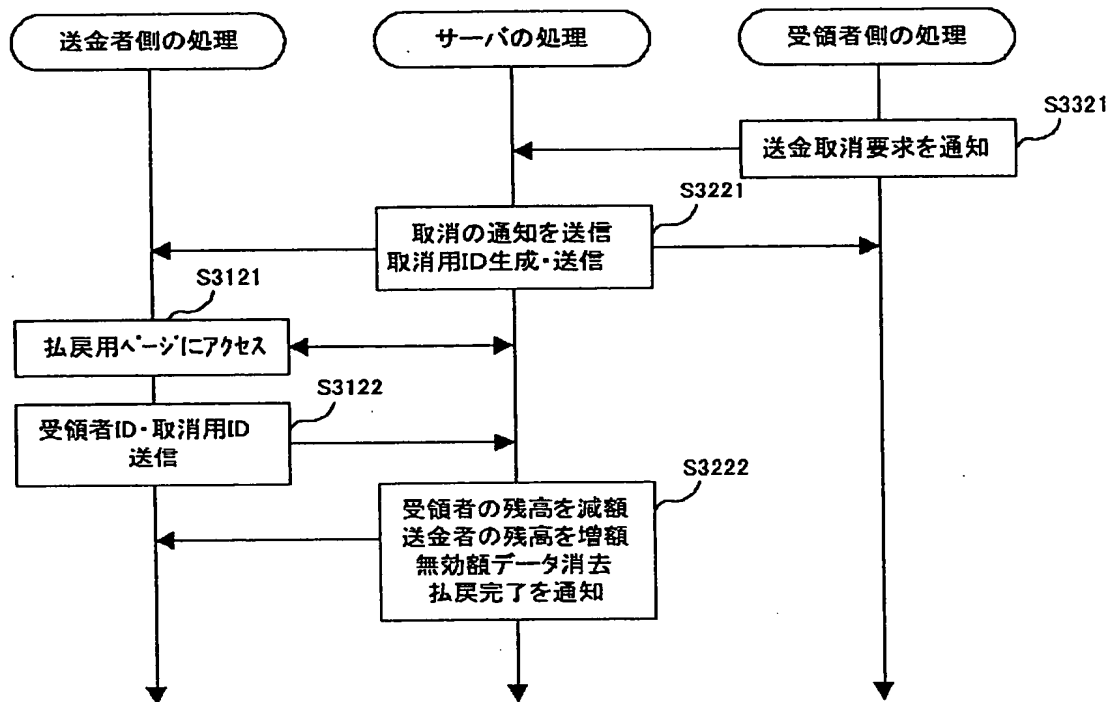 送金者側の処理
サーバの処理
受領者側の処理
S3321
送金取消要求を通知
S3221
取消の通知を送信
取消用ID生成・送信
S3121
払戻用ページにアクセス
S3122
受領者ID・取消用ID
送信
S3222
受領者の残高を減額
送金者の残高を増額
無効額データ消去
払戻完了を通知